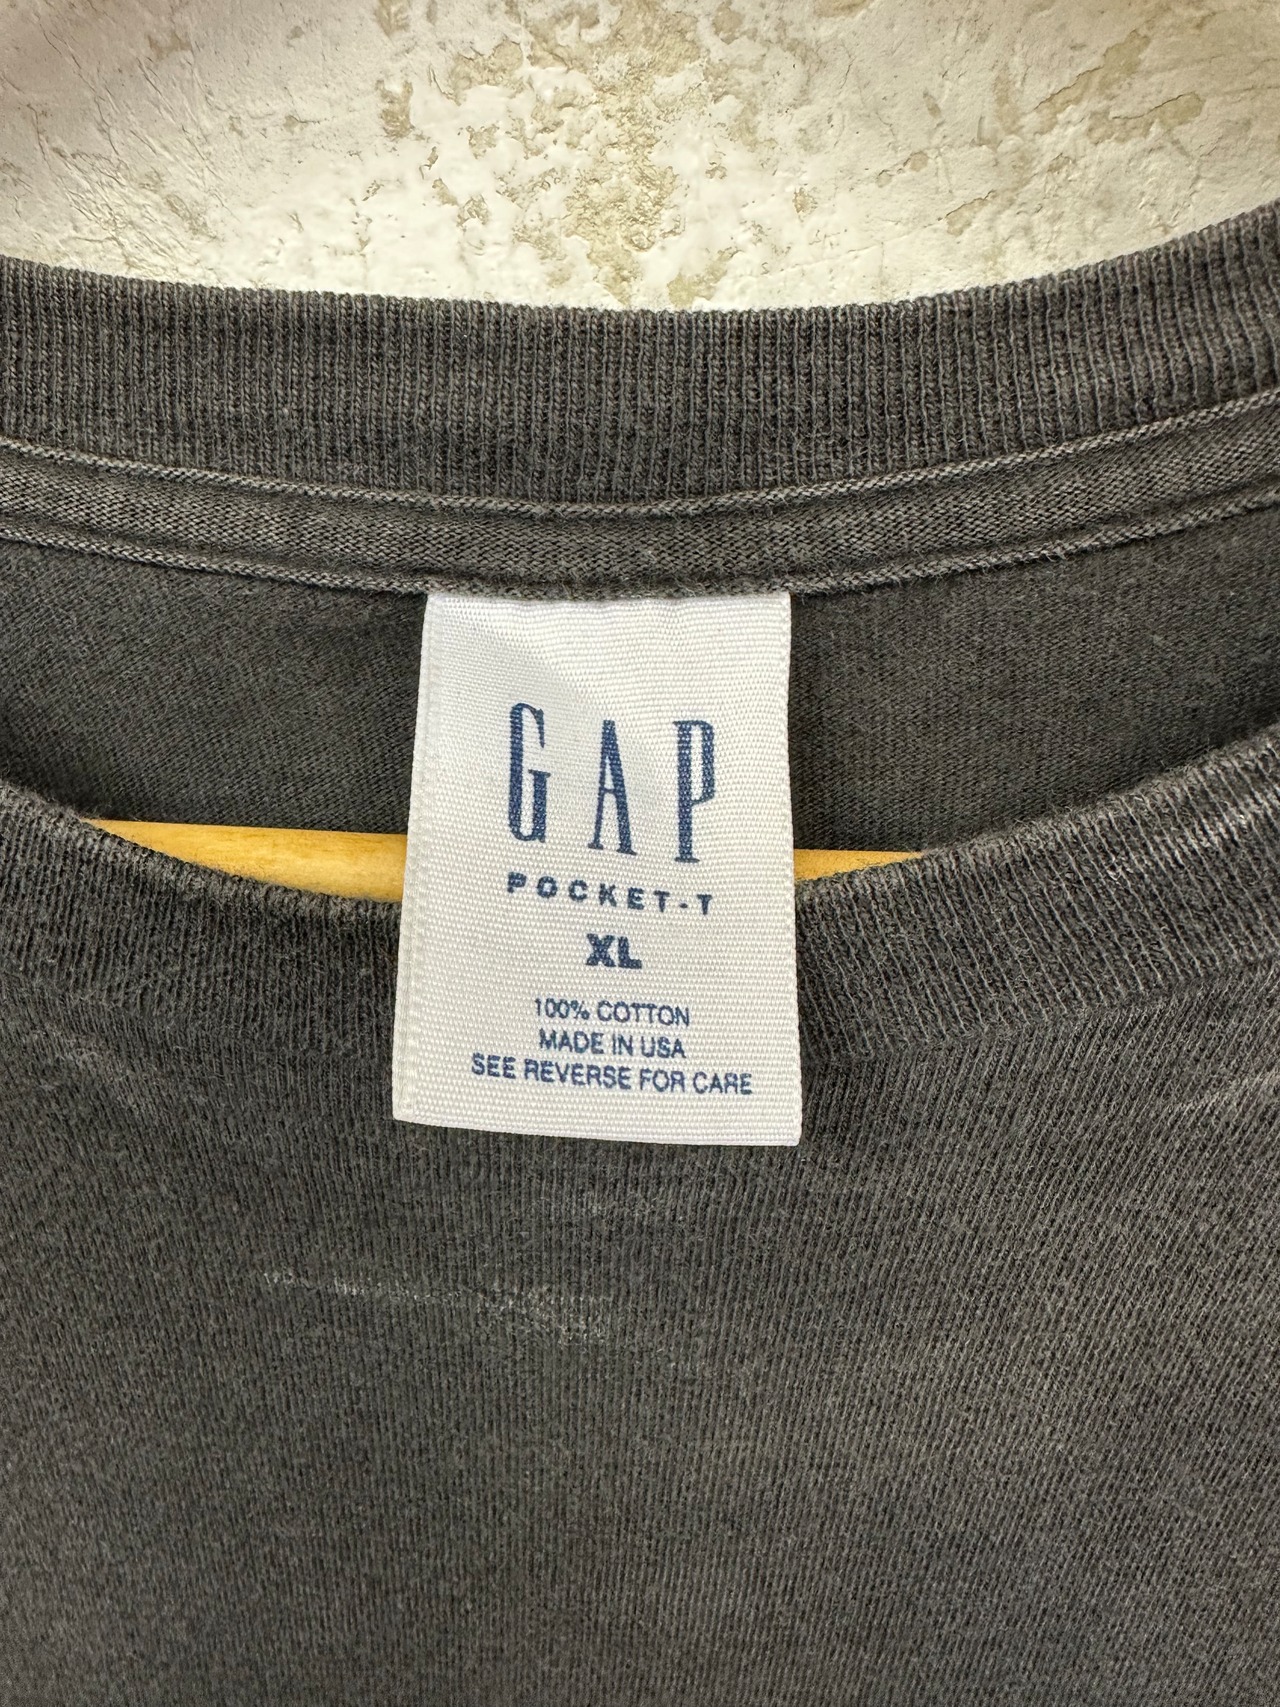 GAP
POCKET-T
XL
100% COTTON
MADE IN USA
SEE REVERSE FOR CARE